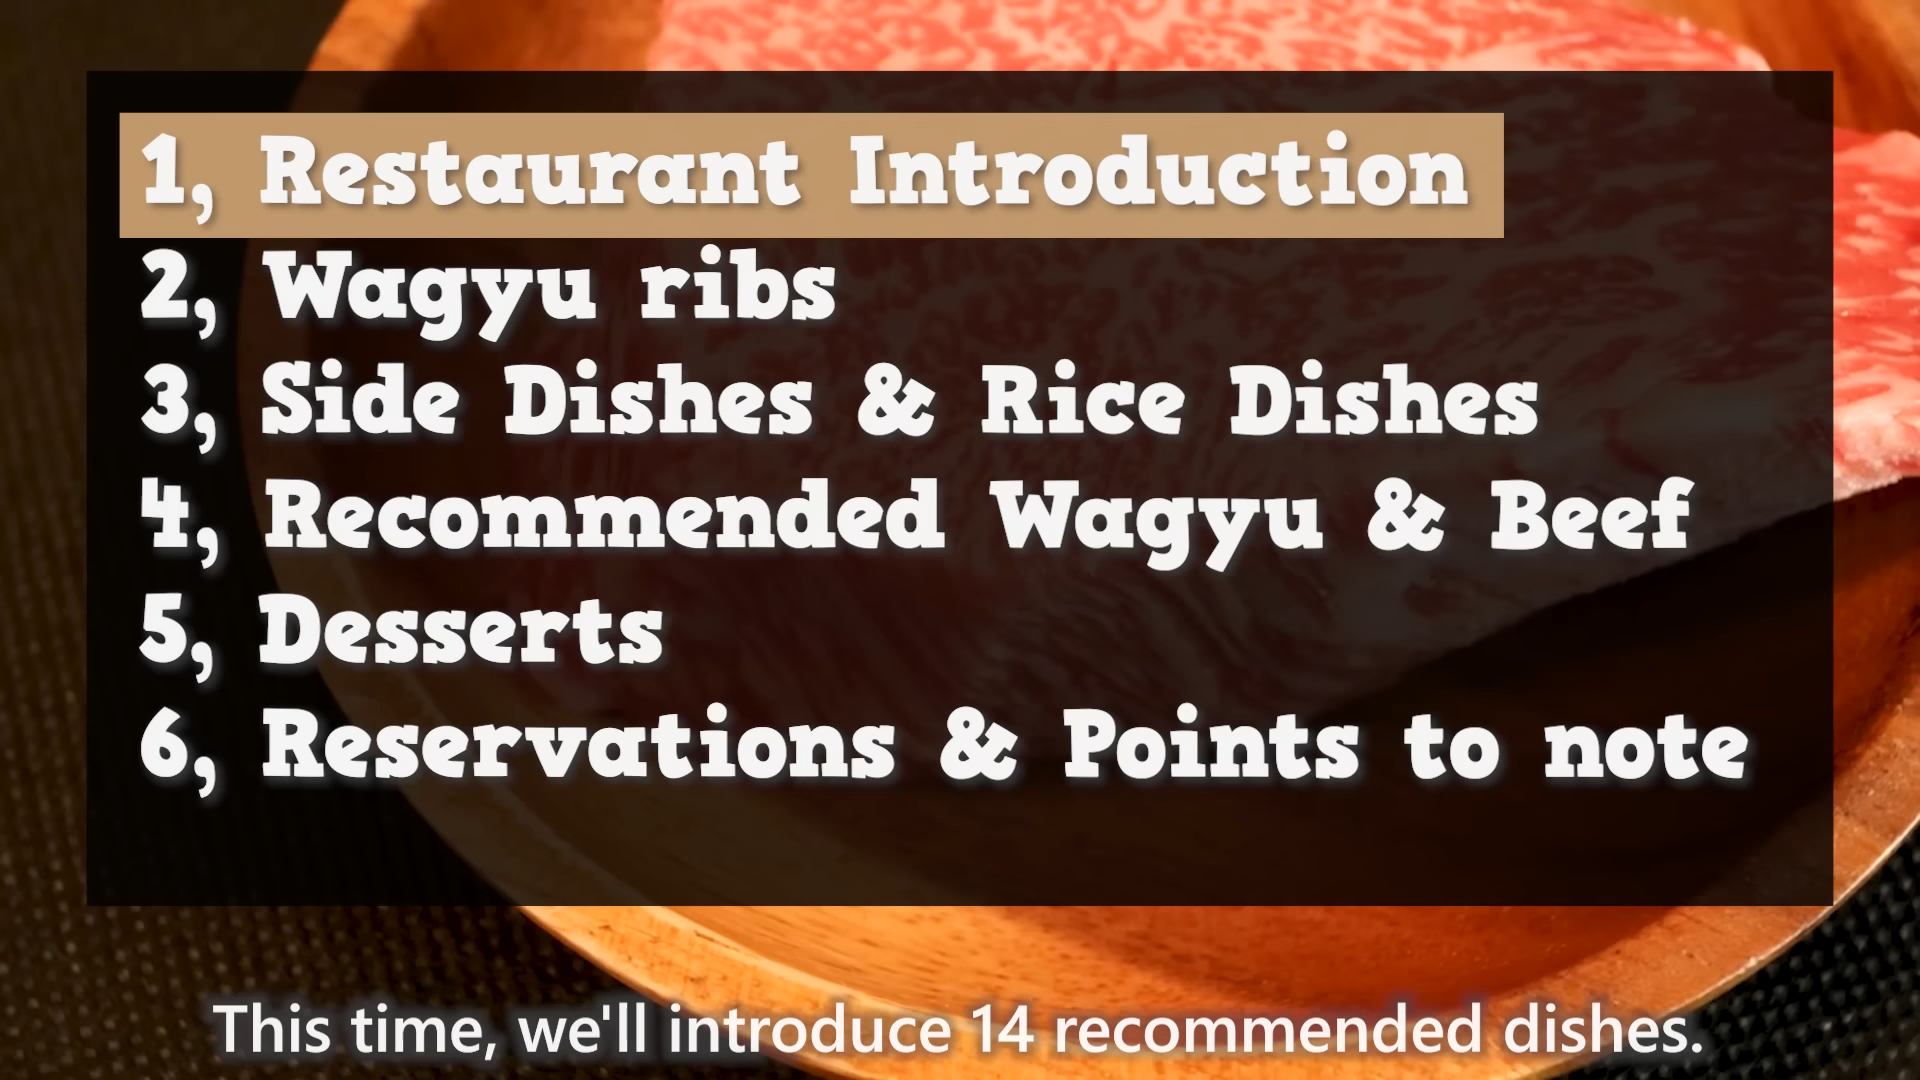 1, Restaurant Introduction
2, Wagyu ribs
3, Side Dishes & Rice Dishes
4, Recommended Wagyu & Beef
5, Desserts
6, Reservations & Points to note
This time, we'll introduce 14 recommended dishes.